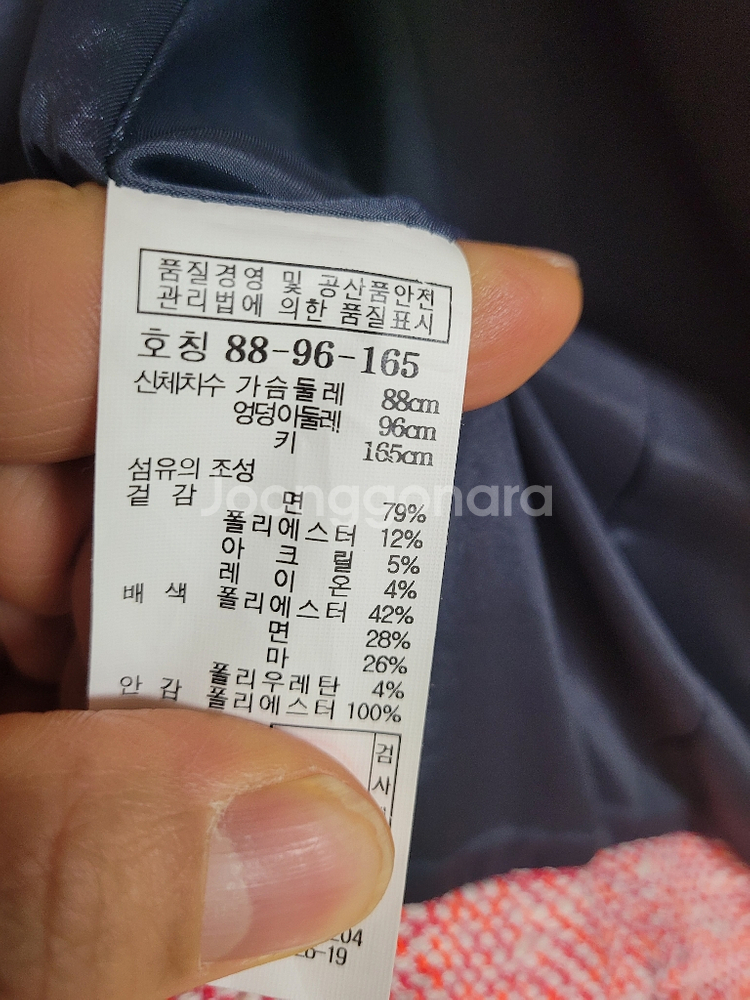 품질경영 및 공산품안전
관리법에 의한 품질표시
호칭 88-96-165
신체치수 가슴둘레 88cm
엉덩이둘레 96cm
키 165cm
섬유의 조성
겉감 면 79%
폴리에스터 12%
아크릴 5%
레이온 4%
배색 폴리에스터 42%
면 28%
마 26%
폴리우레탄 4%
안감 폴리에스터 100%
검
사
Joonggonara